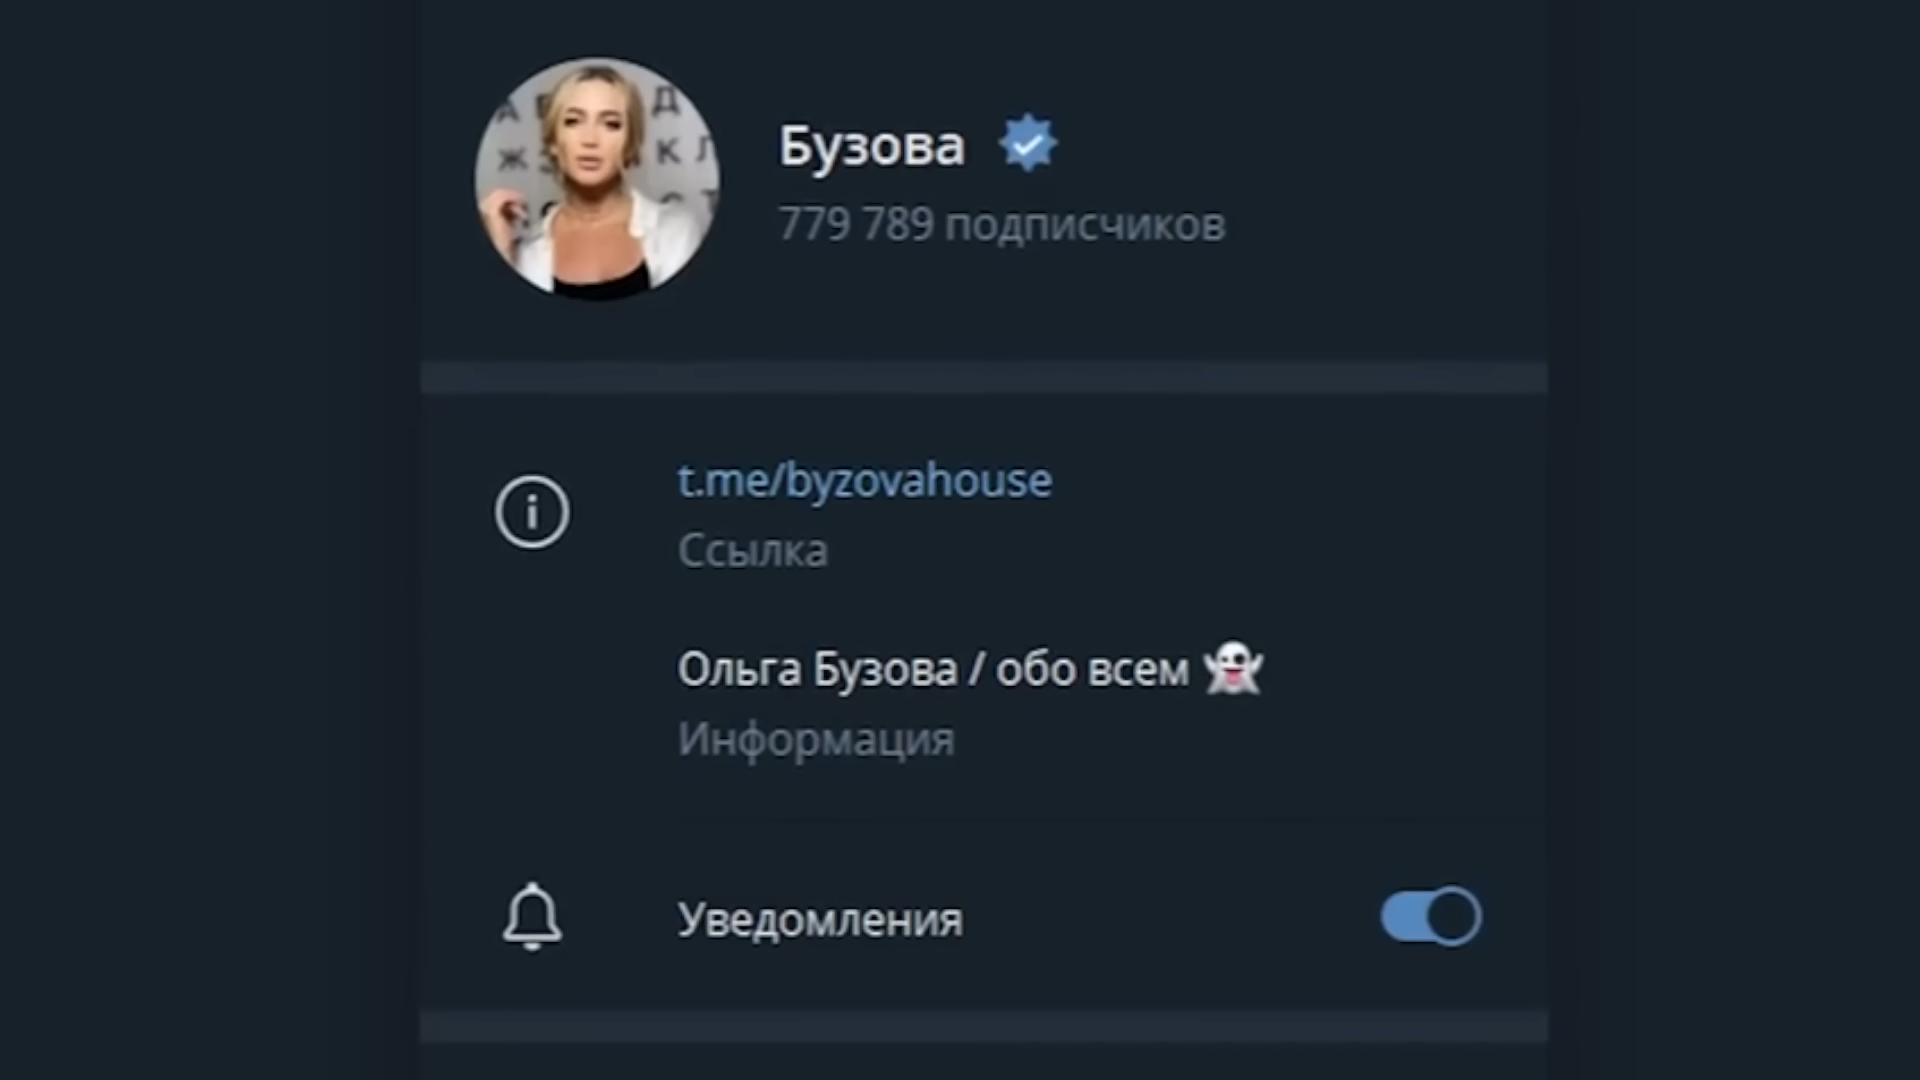 Бузова
779 789 подписчиков
t.me/byzovahouse
Ссылка
Ольга Бузова / обо всем 👻
Информация
Уведомления